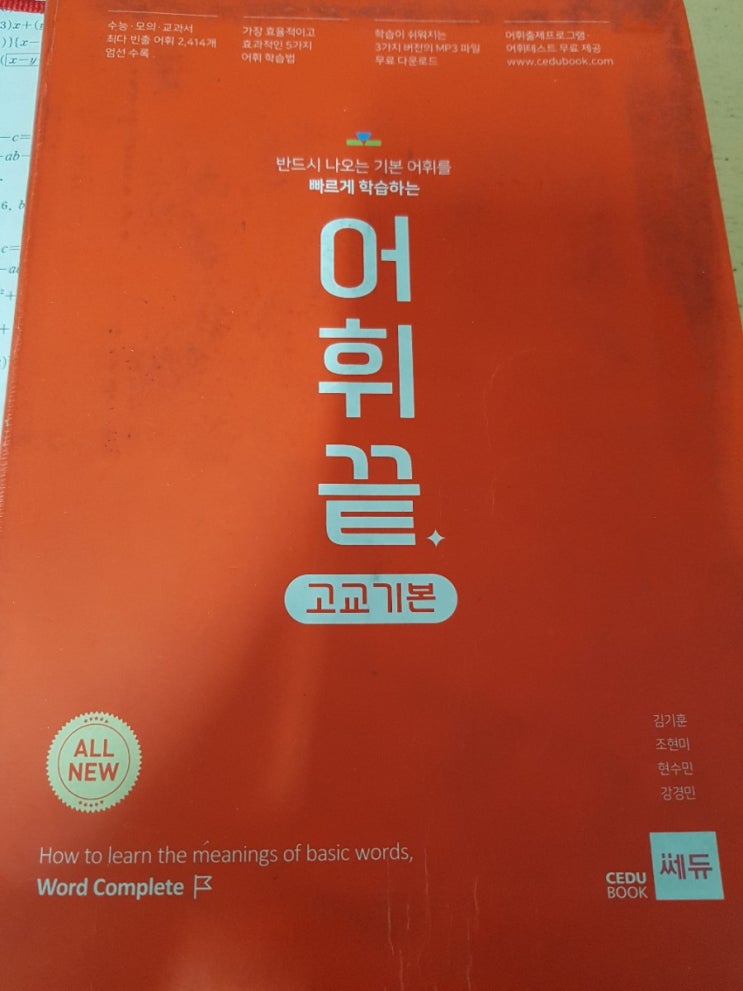 수능·모의·교과서
최다 빈출 어휘 2,414개
엄선 수록
가장 효율적이고
효과적인 5가지
어휘 학습법
학습이 쉬워지는
3가지 버전의 MP3 파일
무료 다운로드
어휘출제프로그램·
어휘테스트 무료 제공
www.cedubook.com
반드시 나오는 기본 어휘를
빠르게 학습하는
어
휘
끝
고교기본
ALL
NEW
김기훈
조현미
현수민
강경민
How to learn the meanings of basic words,
Word Complete
CEDU
BOOK
쎄듀